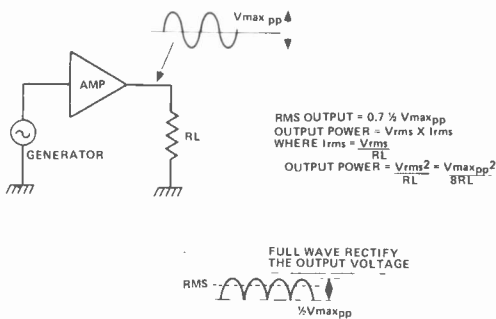 Vmax pp
AMP
GENERATOR
RL
RMS OUTPUT = 0.7 ½ Vmaxpp
OUTPUT POWER = Vrms X Irms
WHERE Irms = Vrms
RL
OUTPUT POWER = Vrms² = Vmaxpp²
RL 8RL
FULL WAVE RECTIFY
THE OUTPUT VOLTAGE
RMS
½Vmaxpp